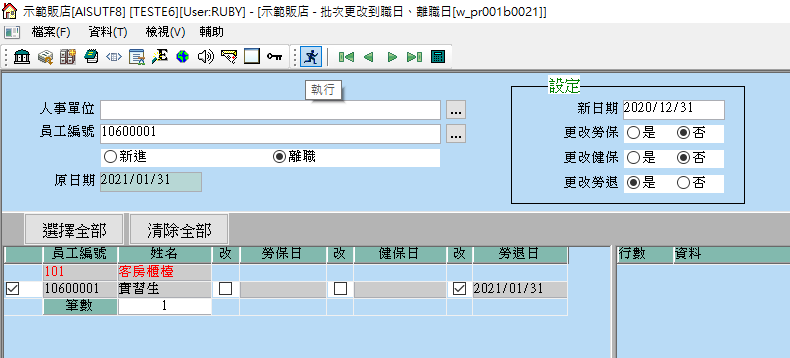 示範飯店[AISUTF8] [TESTE6][User:RUBY] - [示範飯店 - 批次更改到職日、離職日[w_pr001b0021]]
檔案(F) 資料(T) 檢視(V) 輔助
執行
設定
人事單位 ... 新日期 2020/12/31
員工編號 10600001 ... 更改勞保 是 否
新進 離職 更改健保 是 否
原日期 2021/01/31 更改勞退 是 否
選擇全部 清除全部
員工編號 姓名 改 勞保日 改 健保日 改 勞退日 行數 資料
101 客房櫃檯
10600001 實習生 2021/01/31
筆數 1